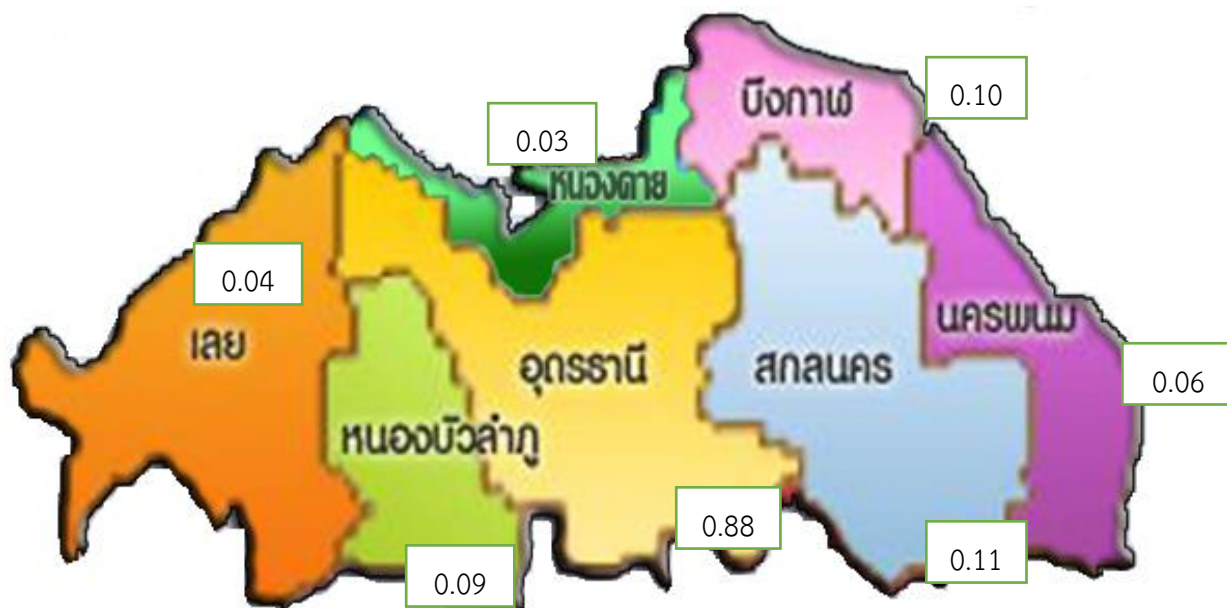 บึงกาฬ
0.10
0.03
หนองคาย
0.04
เลย
นครพนม
อุดรธานี
สกลนคร
0.06
หนองบัวลำภู
0.88
0.11
0.09